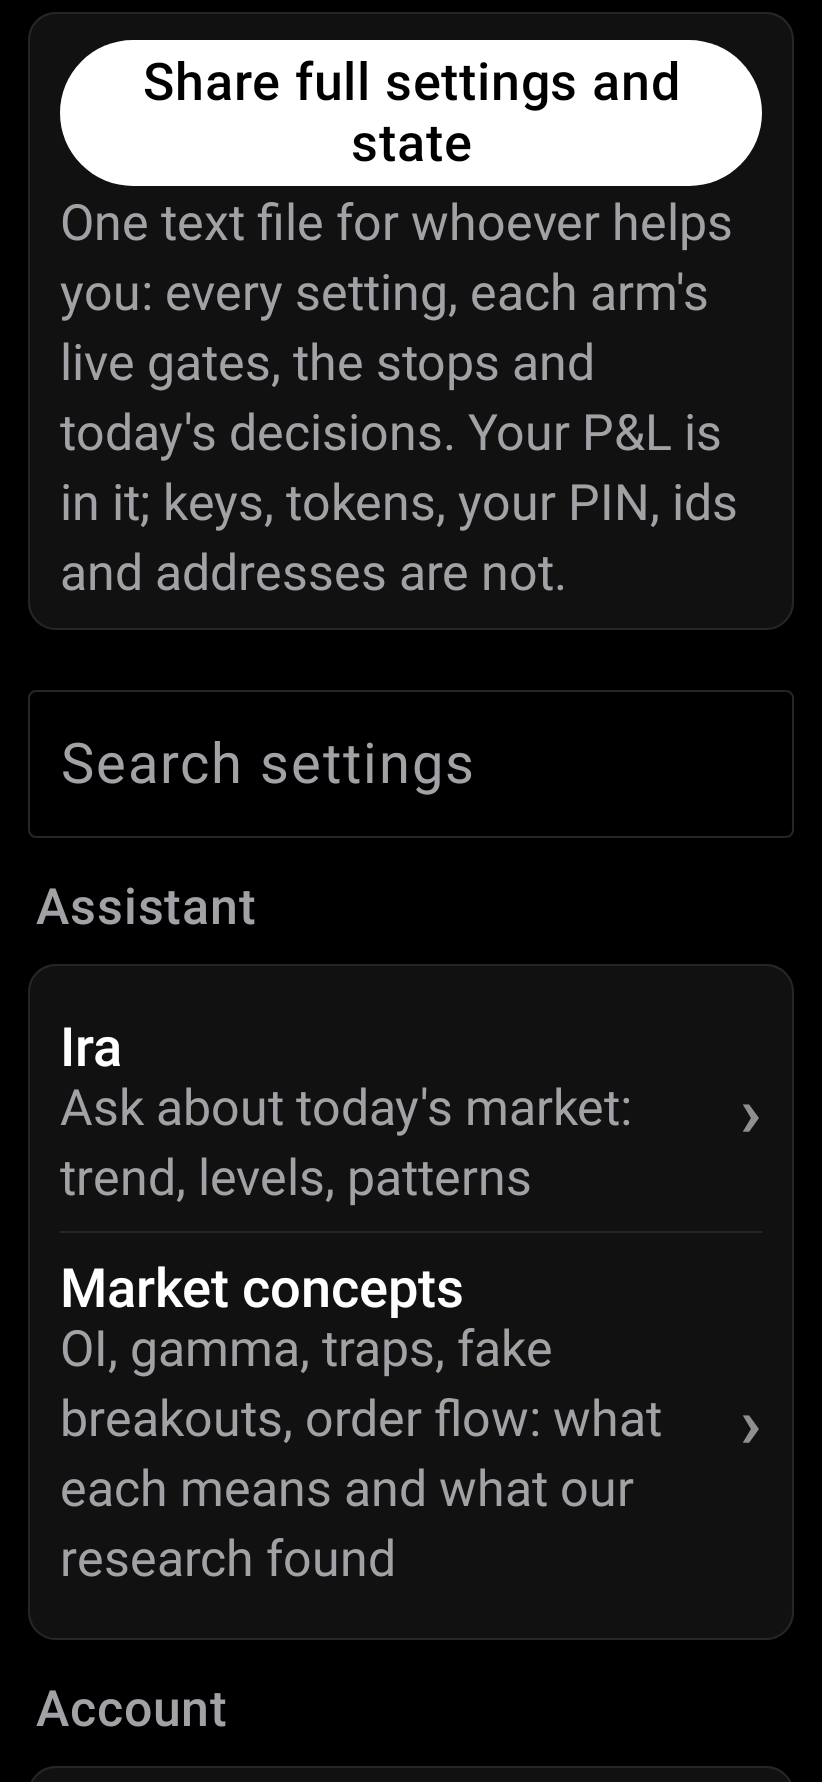 Share full settings and
state
One text file for whoever helps
you: every setting, each arm's
live gates, the stops and
today's decisions. Your P&L is
in it; keys, tokens, your PIN, ids
and addresses are not.
Search settings
Assistant
Ira
Ask about today's market:
trend, levels, patterns
›
Market concepts
OI, gamma, traps, fake
breakouts, order flow: what
each means and what our
research found
›
Account